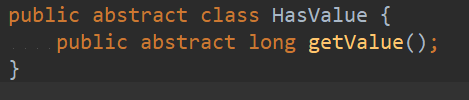 public abstract class HasValue {
    public abstract long getValue();
}